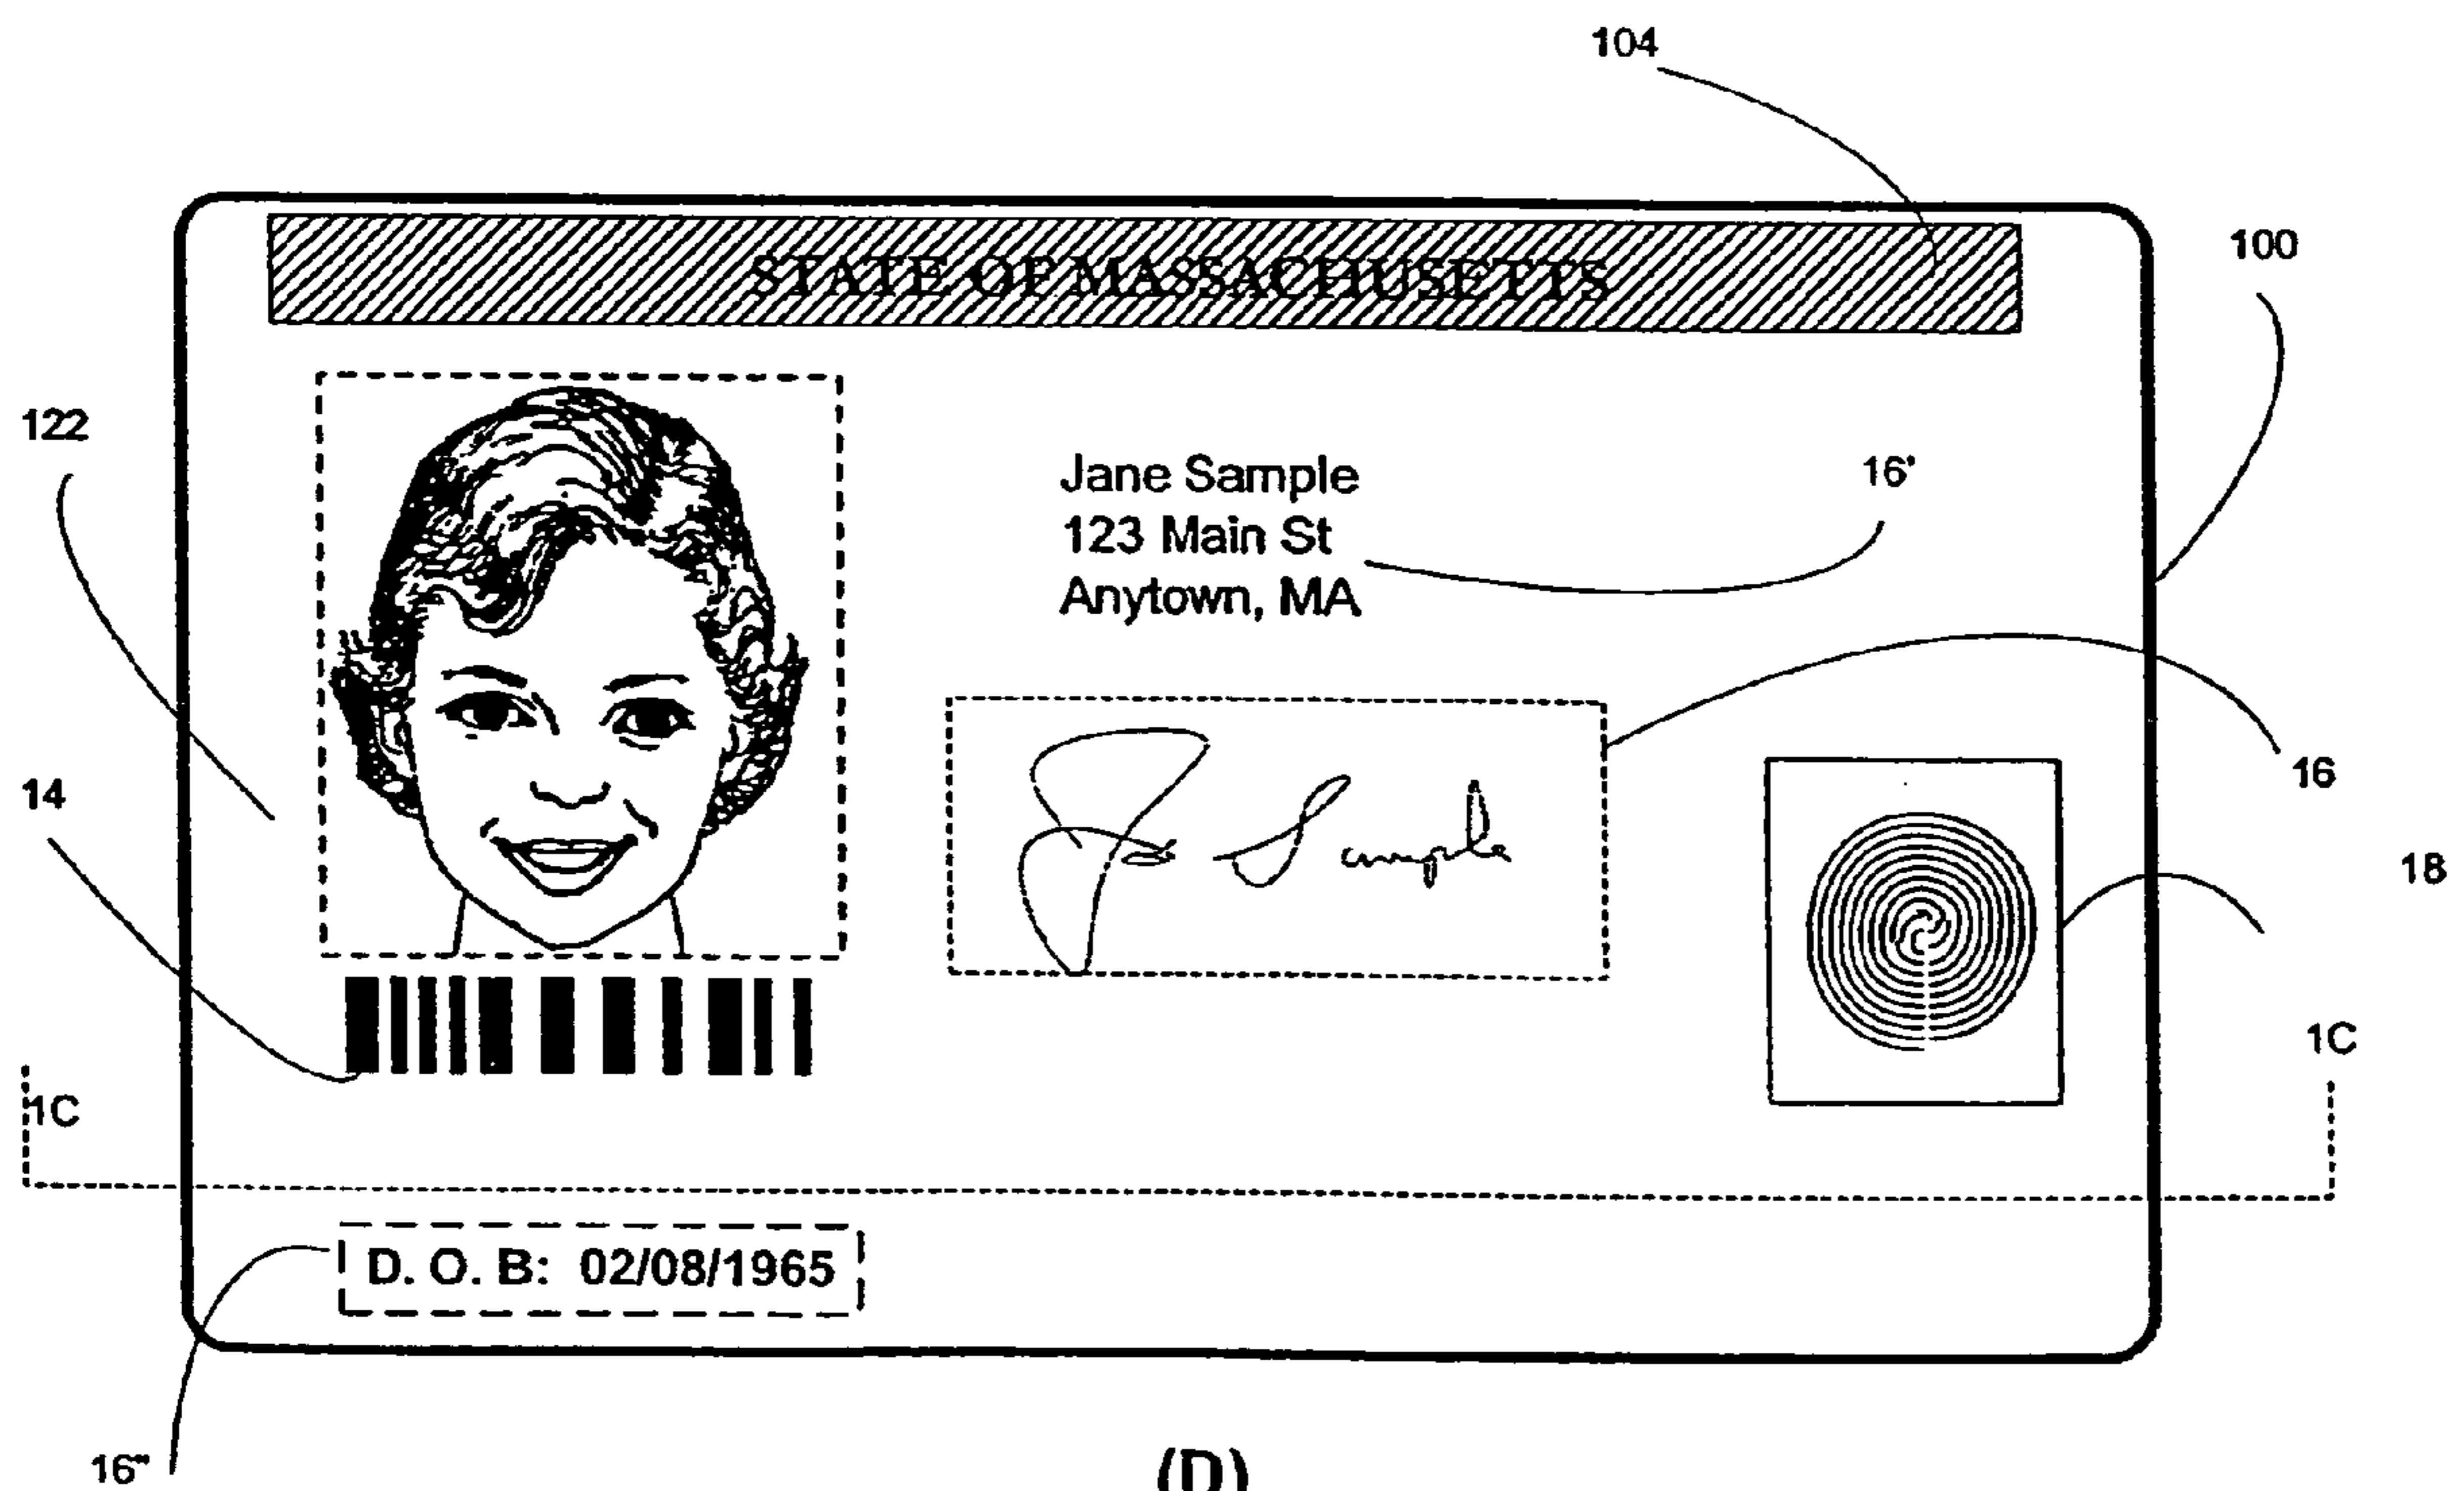 104
STATE OF MASSACHUSETTS
100
122
Jane Sample
123 Main St
Anytown, MA
16'
14
Sample
16
18
1C
1C
D. O. B: 02/08/1965
16'''
(D)